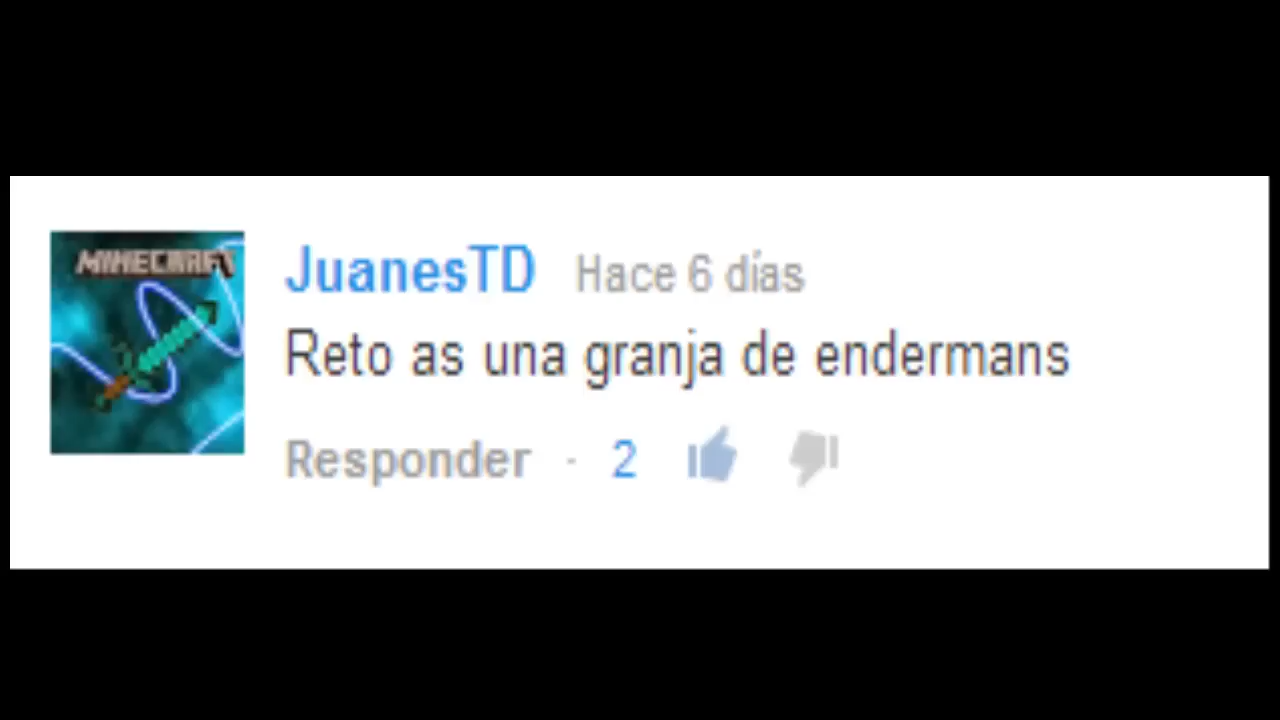 MINECRAFT
JuanesTD Hace 6 días
Reto as una granja de endermans
Responder · 2